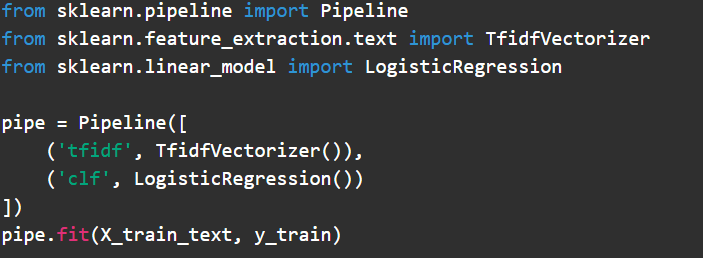 from sklearn.pipeline import Pipeline
from sklearn.feature_extraction.text import TfidfVectorizer
from sklearn.linear_model import LogisticRegression

pipe = Pipeline([
    ('tfidf', TfidfVectorizer()),
    ('clf', LogisticRegression())
])
pipe.fit(X_train_text, y_train)